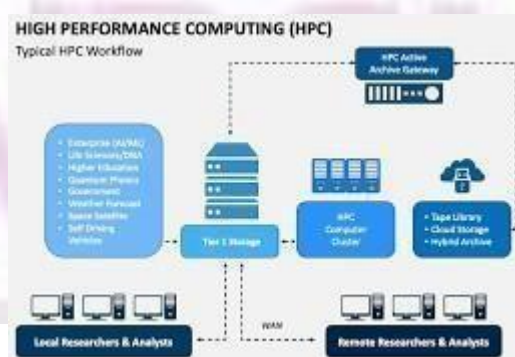 HIGH PERFORMANCE COMPUTING (HPC)
Typical HPC Workflow
HPC Active
Archive Gateway
• Enterprise (AI/ML)
• Life Sciences/DNA
• Higher Education
• Quantum Physics
• Government
• Weather Forecast
• Space Satellite
• Self Driving
Vehicles
Tier 1 Storage
HPC
Computer
Cluster
• Tape Library
• Cloud Storage
• Hybrid Archive
WAN
Local Researchers & Analysts
Remote Researchers & Analysts